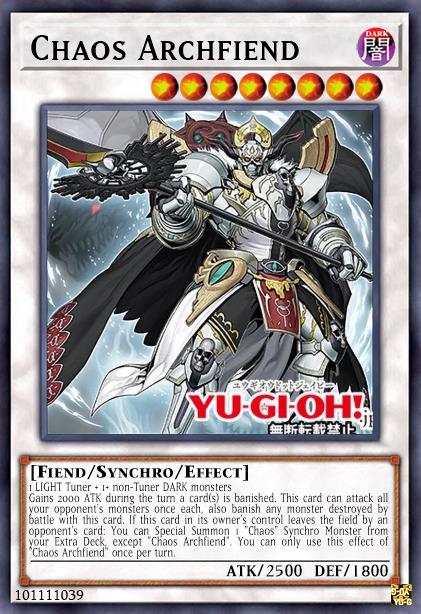 Chaos Archfiend
DARK
闇
ユウギオウドットジェイピー
YU-GI-OH!
無断転載禁止
[Fiend/Synchro/Effect]
1 LIGHT Tuner + 1+ non-Tuner DARK monsters
Gains 2000 ATK during the turn a card(s) is banished. This card can attack all
your opponent's monsters once each, also banish any monster destroyed by
battle with this card. If this card in its owner's control leaves the field by an
opponent's card: You can Special Summon 1 "Chaos" Synchro Monster from
your Extra Deck, except "Chaos Archfiend". You can only use this effect of
"Chaos Archfiend" once per turn.
ATK/2500 DEF/1800
101111039